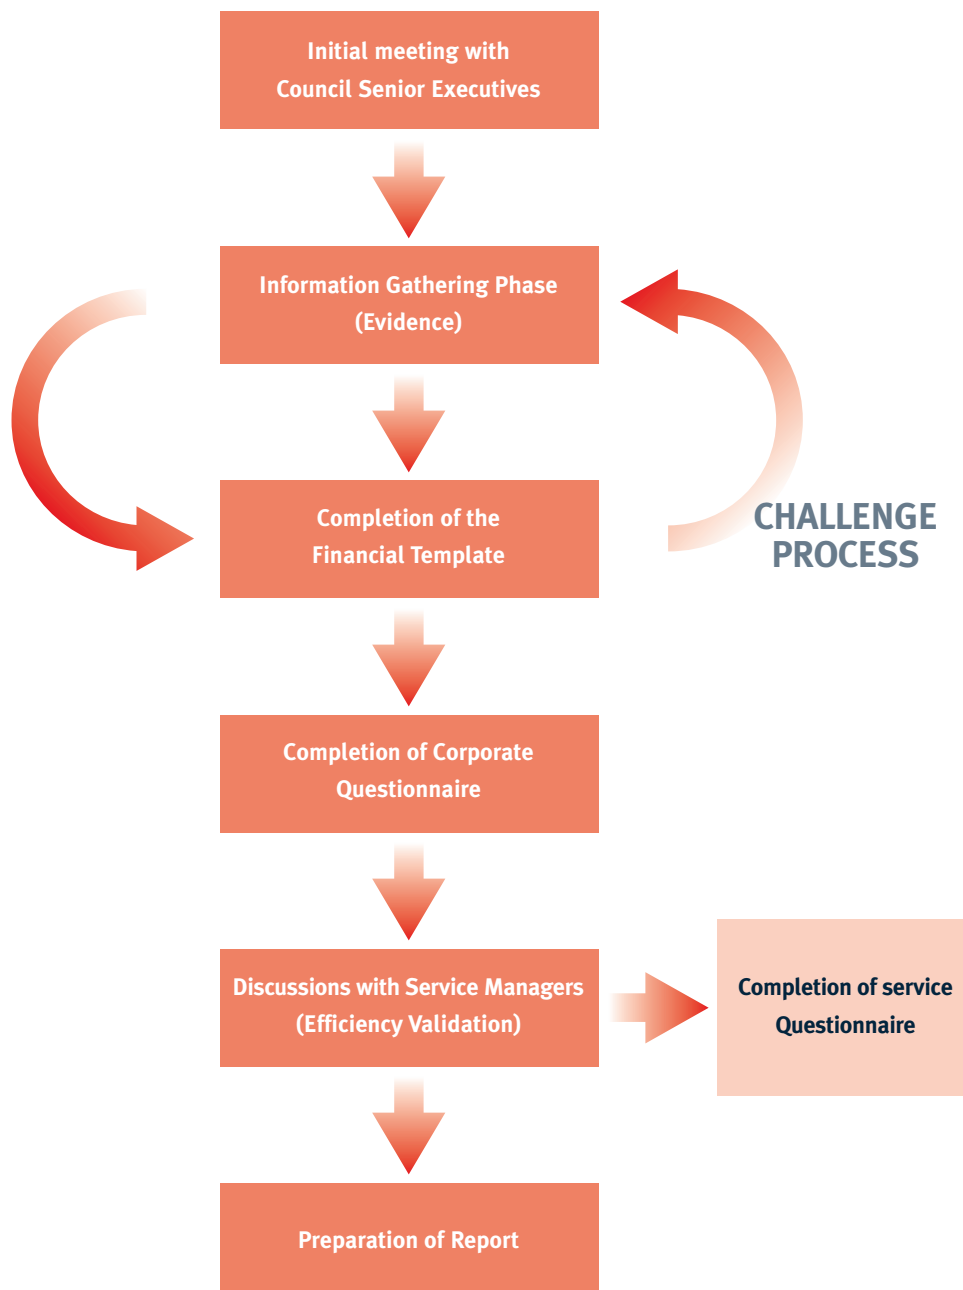 Initial meeting with
Council Senior Executives
Information Gathering Phase
(Evidence)
Completion of the
Financial Template
CHALLENGE
PROCESS
Completion of Corporate
Questionnaire
Discussions with Service Managers
(Efficiency Validation)
Completion of service
Questionnaire
Preparation of Report